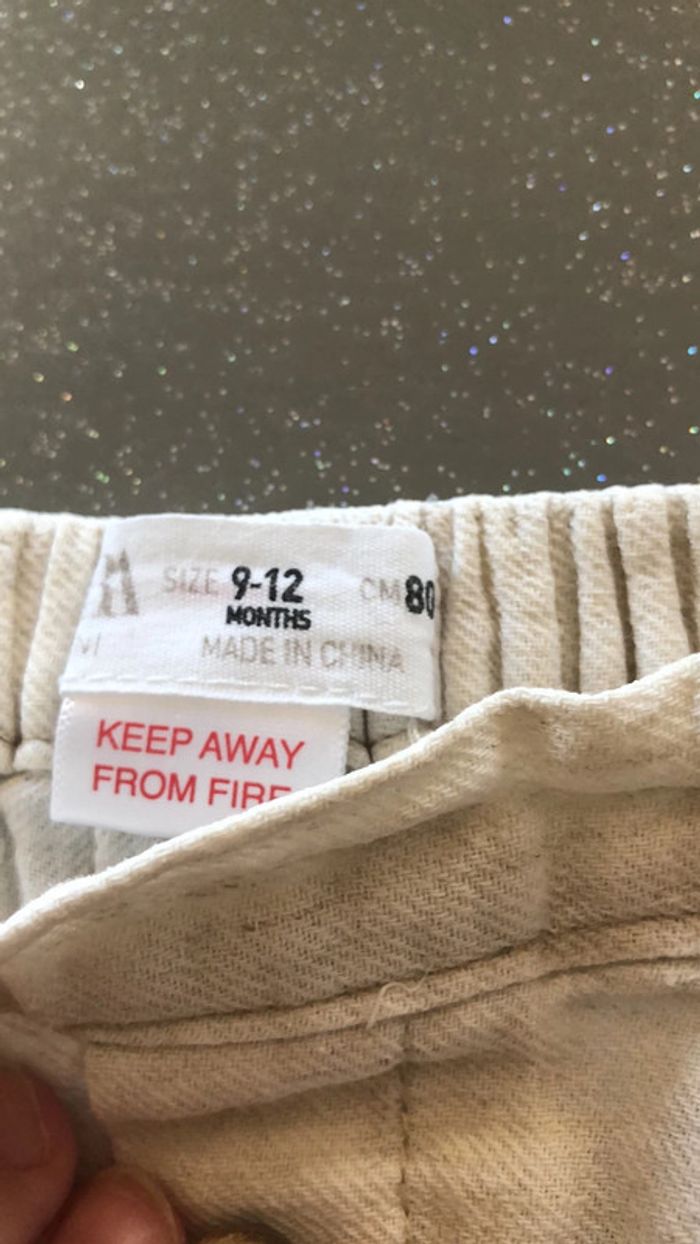 SIZE 9-12 CM 80
MONTHS
MADE IN CHINA
KEEP AWAY
FROM FIRE